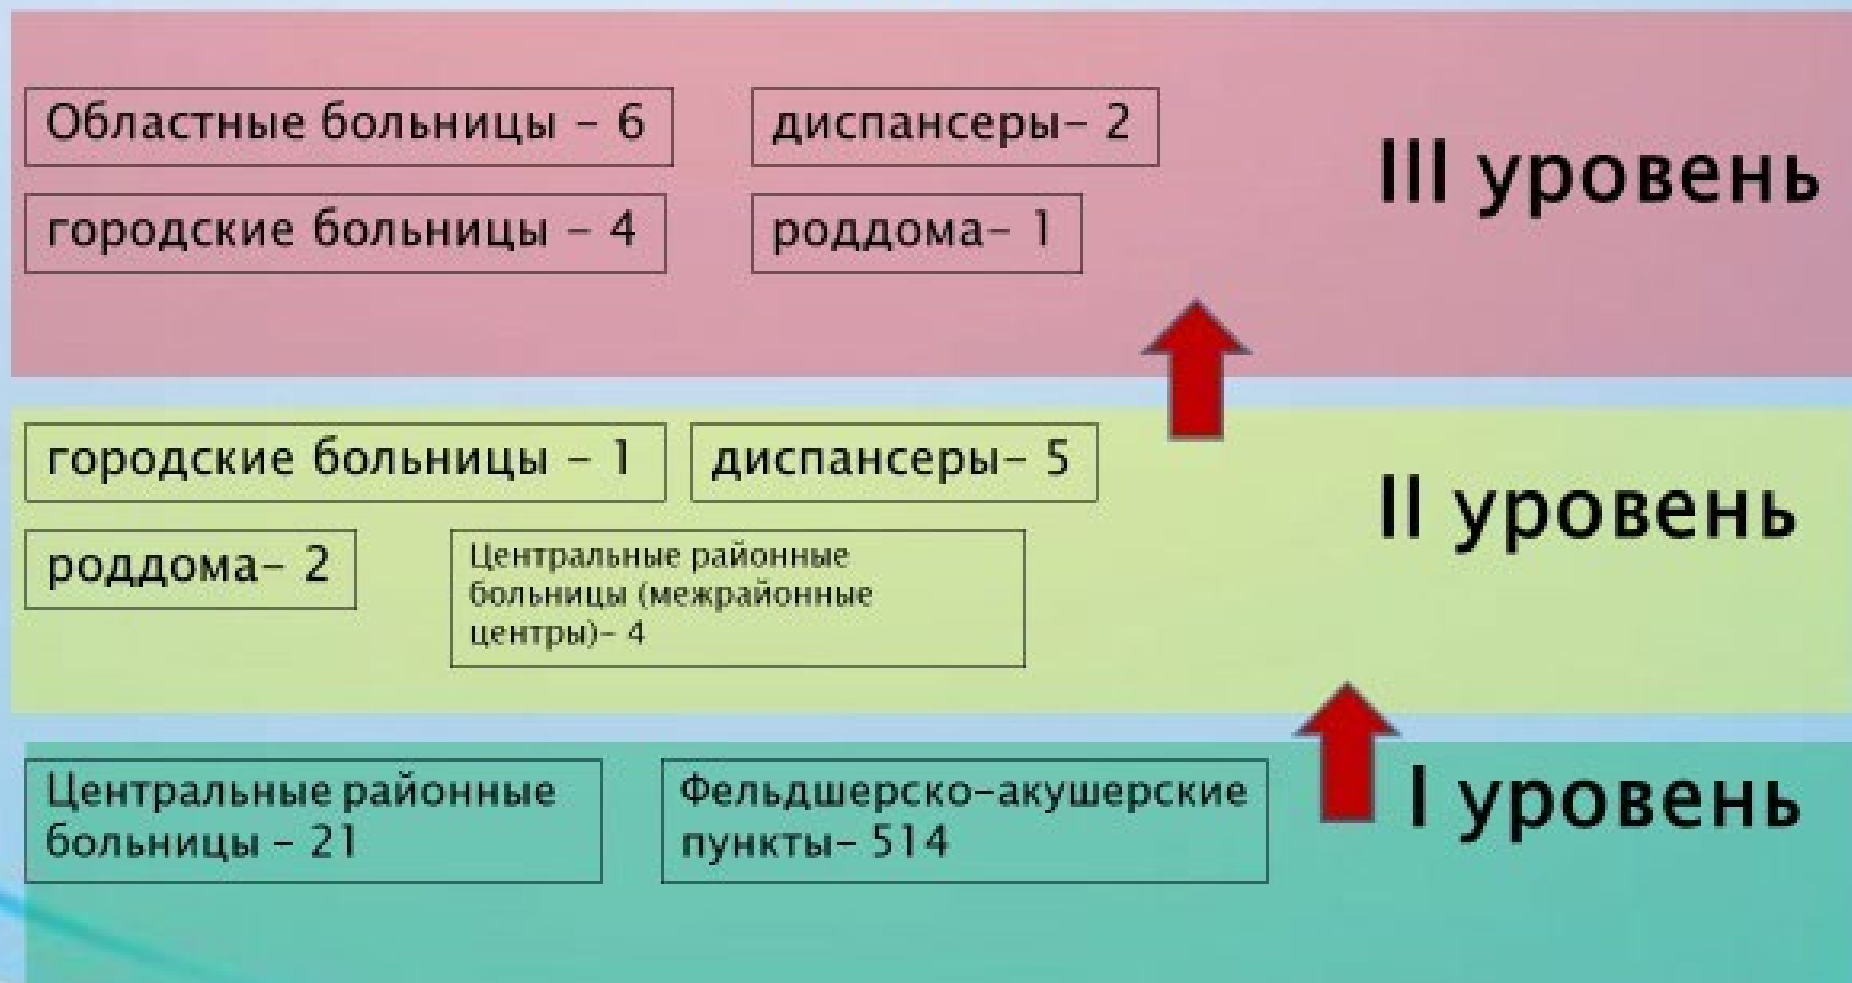 Областные больницы – 6
диспансеры– 2
городские больницы – 4
роддома– 1
III уровень
городские больницы – 1
диспансеры– 5
роддома– 2
Центральные районные
больницы (межрайонные
центры)– 4
II уровень
Центральные районные
больницы – 21
Фельдшерско–акушерские
пункты– 514
I уровень